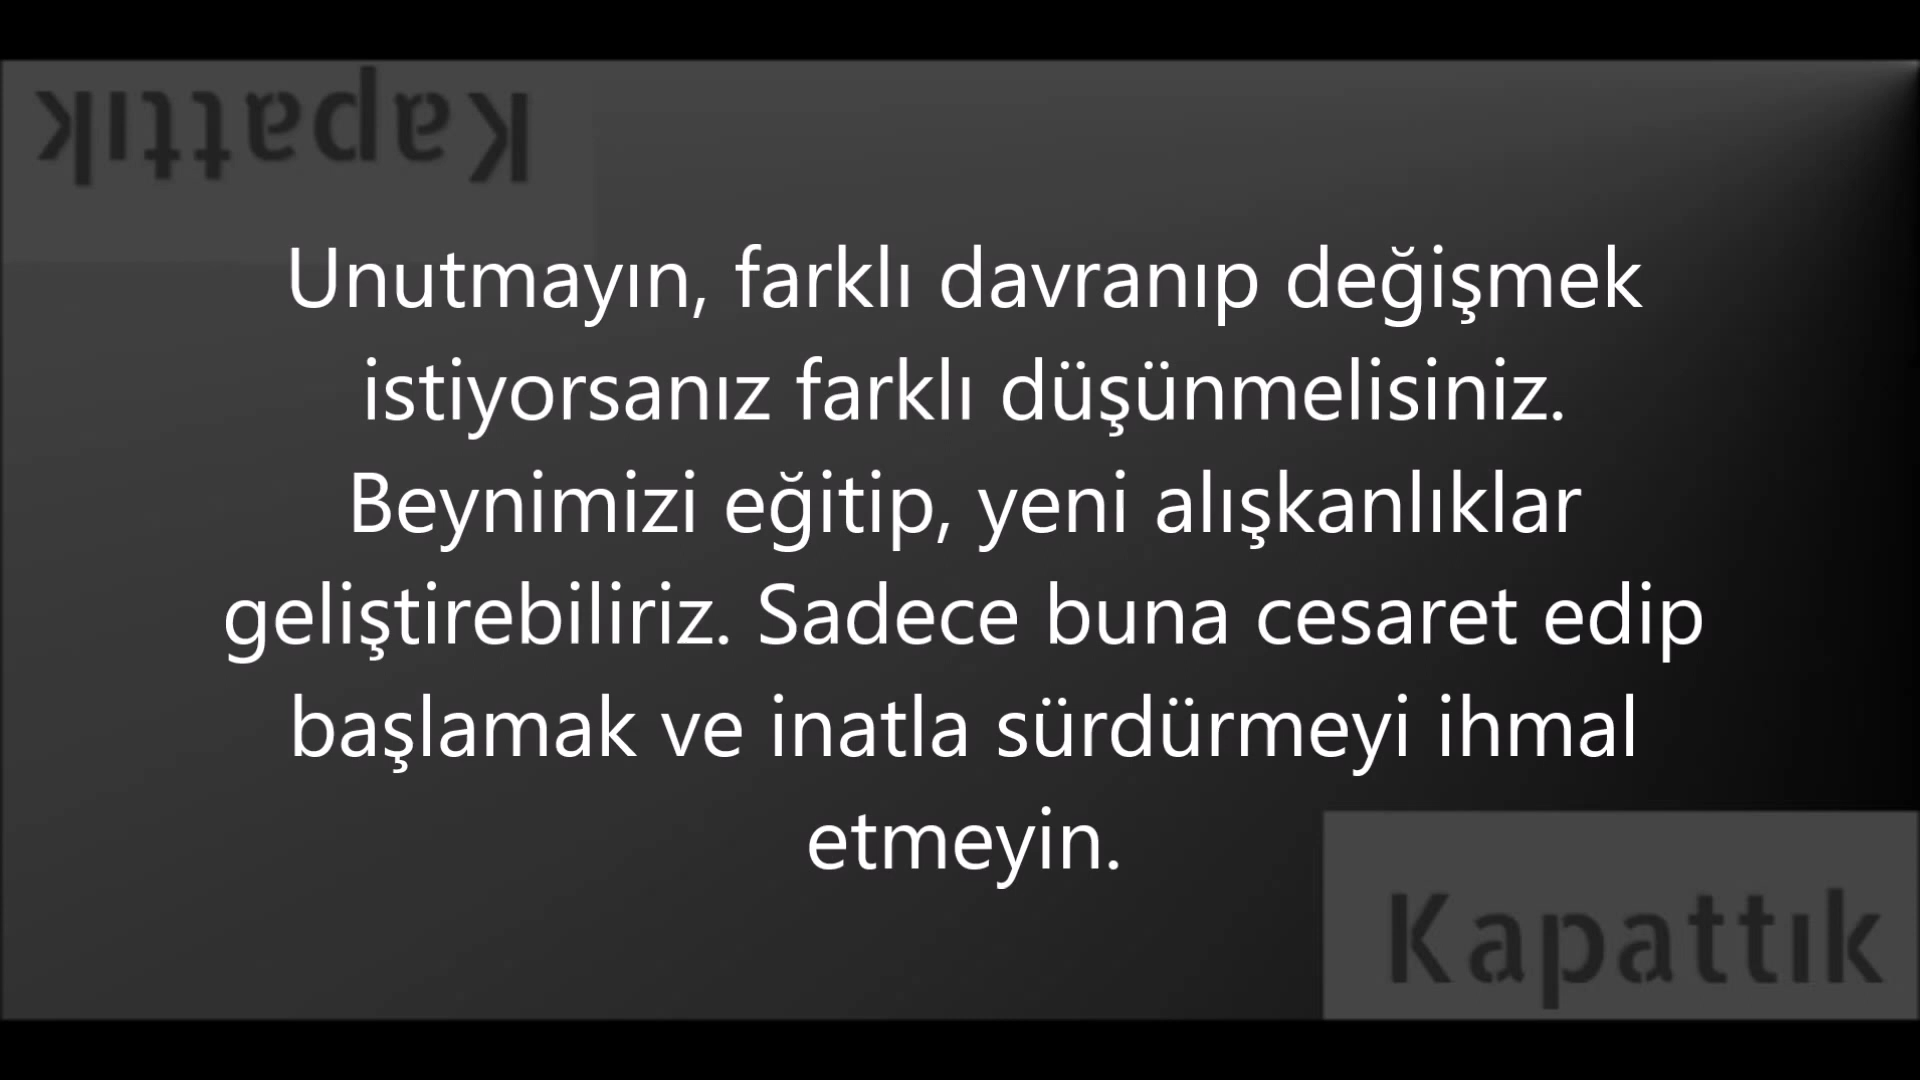 Kapattık
Unutmayın, farklı davranıp değişmek
istiyorsanız farklı düşünmelisiniz.
Beynimizi eğitip, yeni alışkanlıklar
geliştirebiliriz. Sadece buna cesaret edip
başlamak ve inatla sürdürmeyi ihmal
etmeyin.
Kapattık